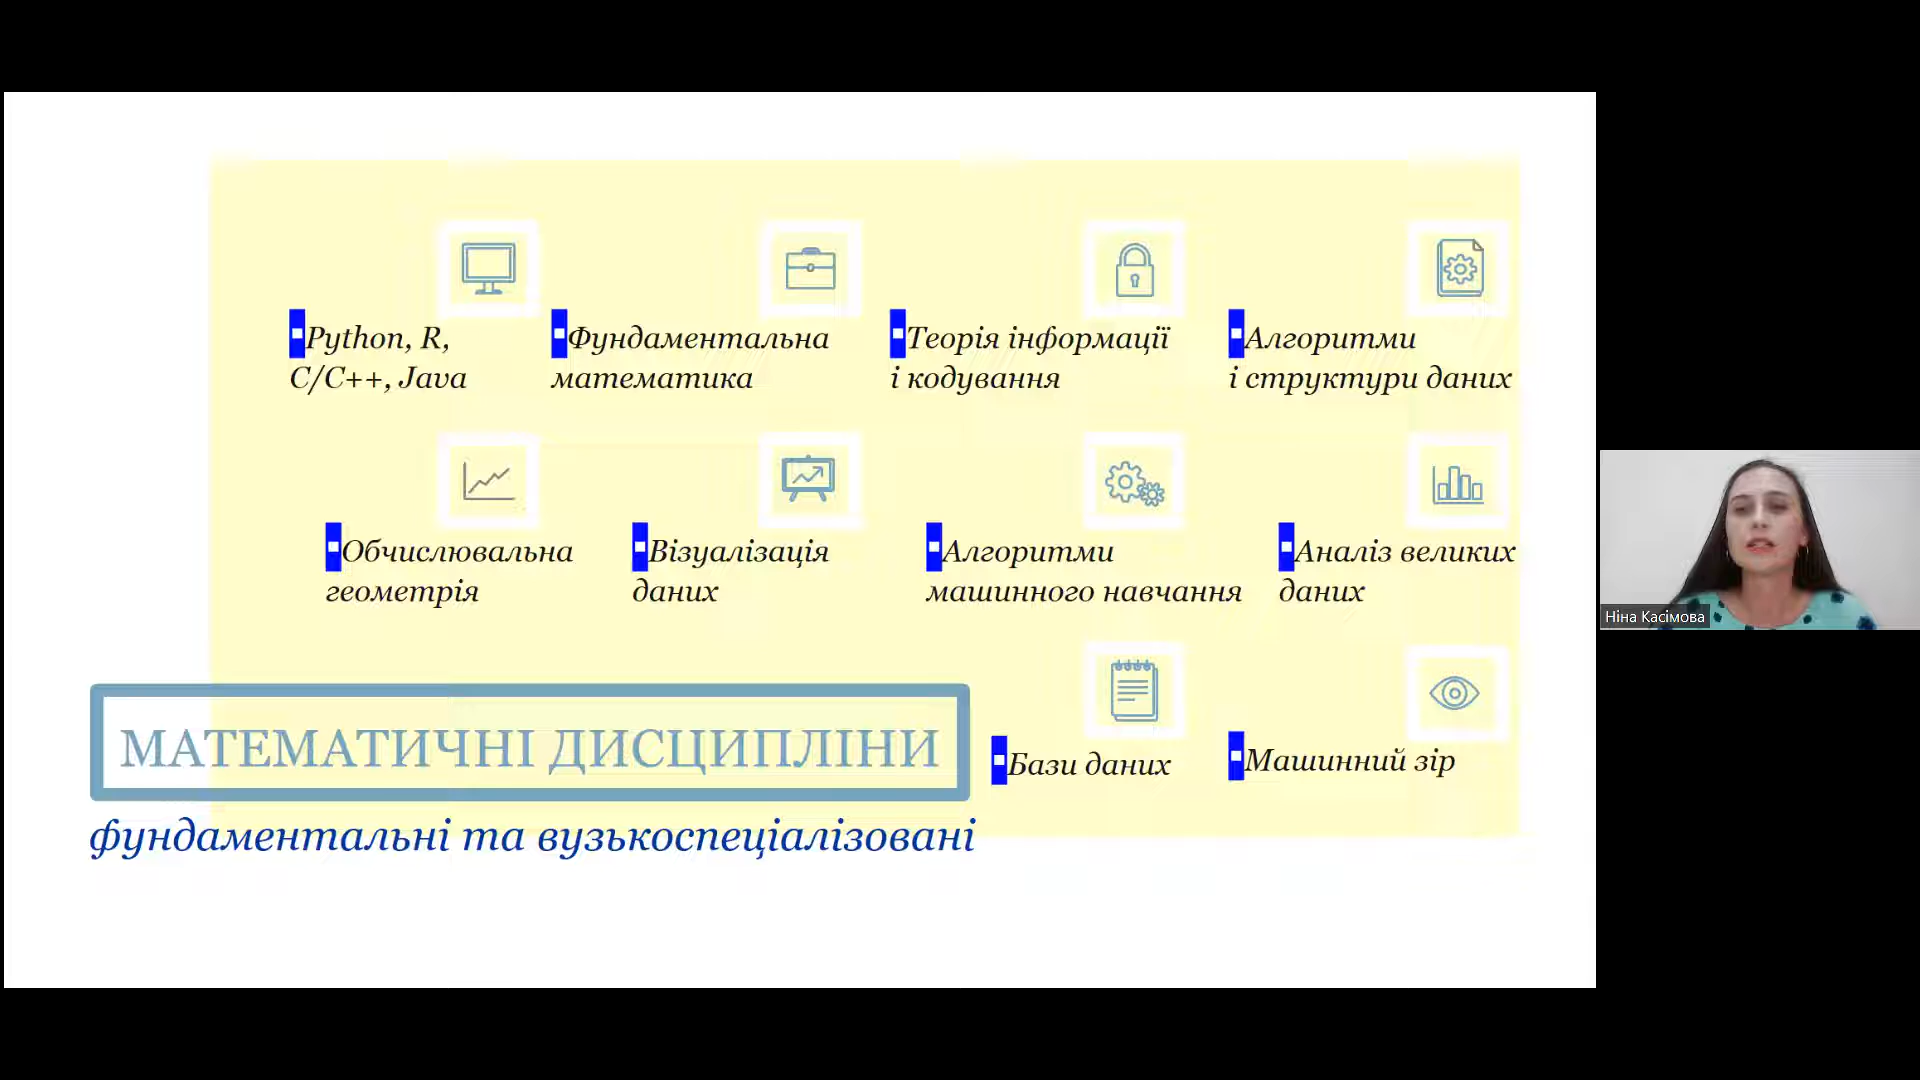 ▪Python, R,
C/C++, Java
▪Фундаментальна
математика
▪Теорія інформації
і кодування
▪Алгоритми
і структури даних
▪Обчислювальна
геометрія
▪Візуалізація
даних
▪Алгоритми
машинного навчання
▪Аналіз великих
даних
МАТЕМАТИЧНІ ДИСЦИПЛІНИ
фундаментальні та вузькоспеціалізовані
▪Бази даних
▪Машинний зір
Ніна Касімова